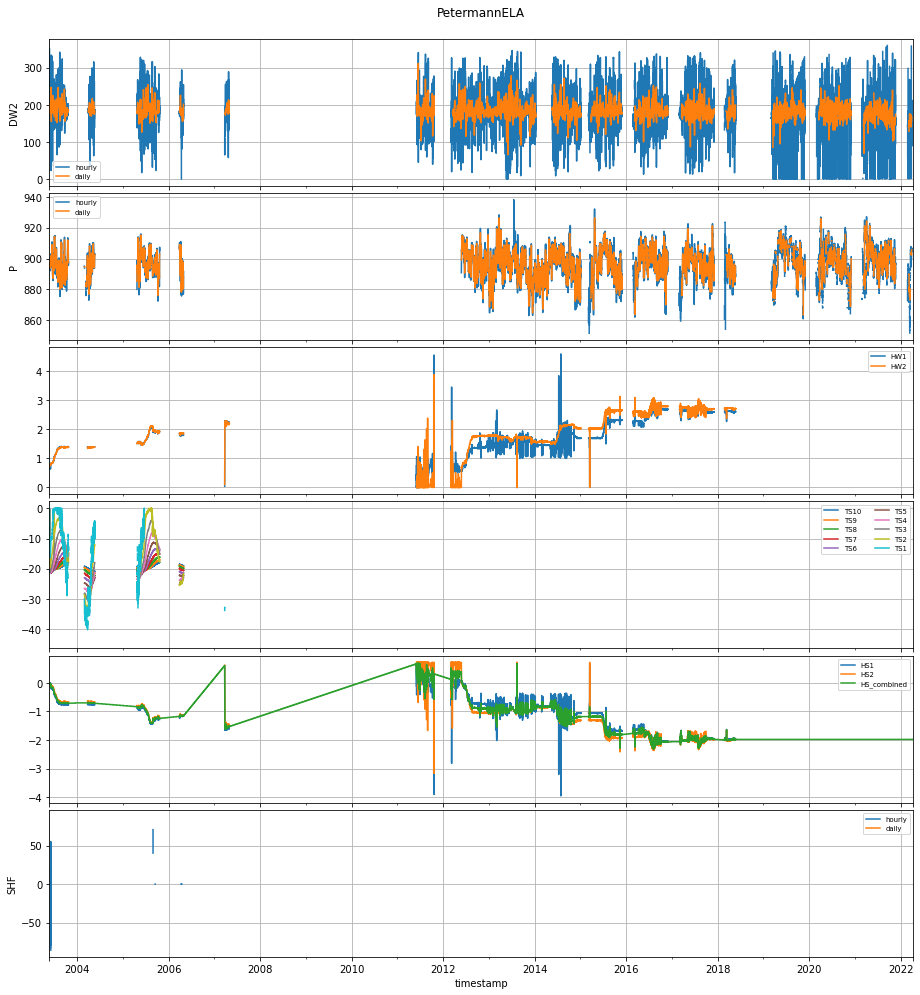 PetermannELA
300
200
100
0
DW2
hourly
daily
940
920
900
880
860
P
hourly
daily
4
3
2
1
0
HW1
HW2
0
−10
−20
−30
−40
TS10 TS5
TS9 TS4
TS8 TS3
TS7 TS2
TS6 TS1
0
−1
−2
−3
−4
HS1
HS2
HS_combined
50
0
−50
SHF
hourly
daily
2004 2006 2008 2010 2012 2014 2016 2018 2020 2022
timestamp